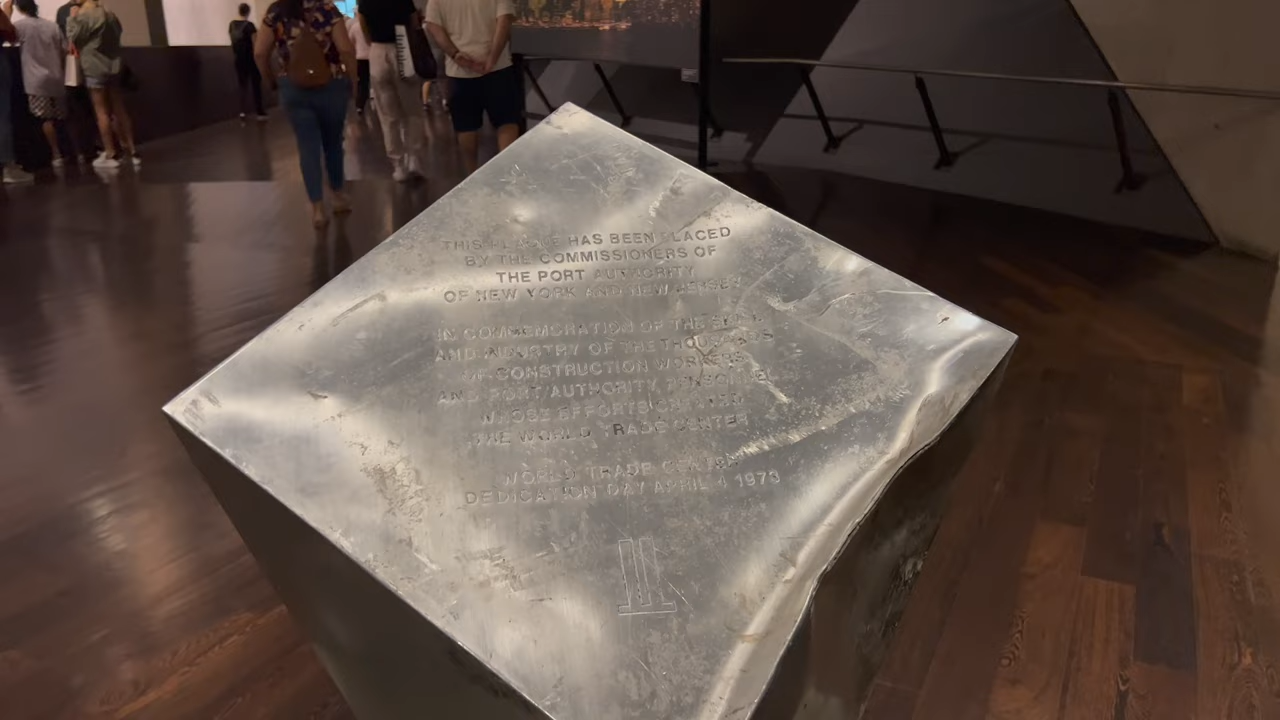 THIS PLAQUE HAS BEEN PLACED
BY THE COMMISSIONERS OF
THE PORT AUTHORITY
OF NEW YORK AND NEW JERSEY
IN COMMEMORATION OF THE SKILL
AND INDUSTRY OF THE THOUSANDS
OF CONSTRUCTION WORKERS
AND PORT AUTHORITY PERSONNEL
WHOSE EFFORTS CREATED
THE WORLD TRADE CENTER
WORLD TRADE CENTER
DEDICATION DAY APRIL 4 1973